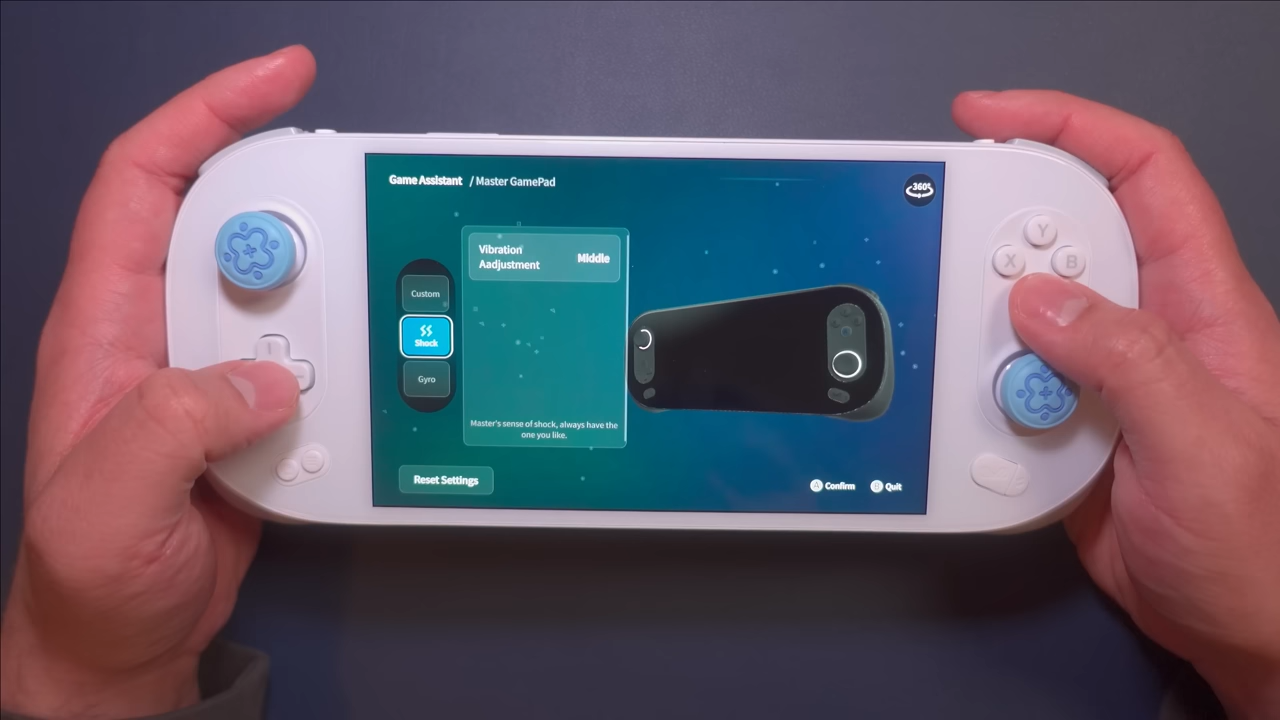 Game Assistant / Master GamePad
360°
Vibration
Aadjustment
Middle
Custom
Shock
Gyro
Master's sense of shock, always have the
one you like.
Reset Settings
A Confirm
B Quit
Y
X
B